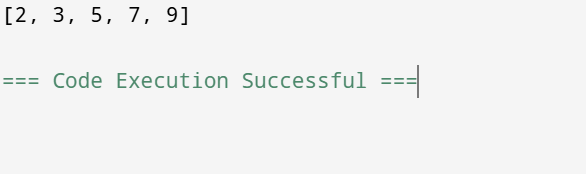 [2, 3, 5, 7, 9]
=== Code Execution Successful ===